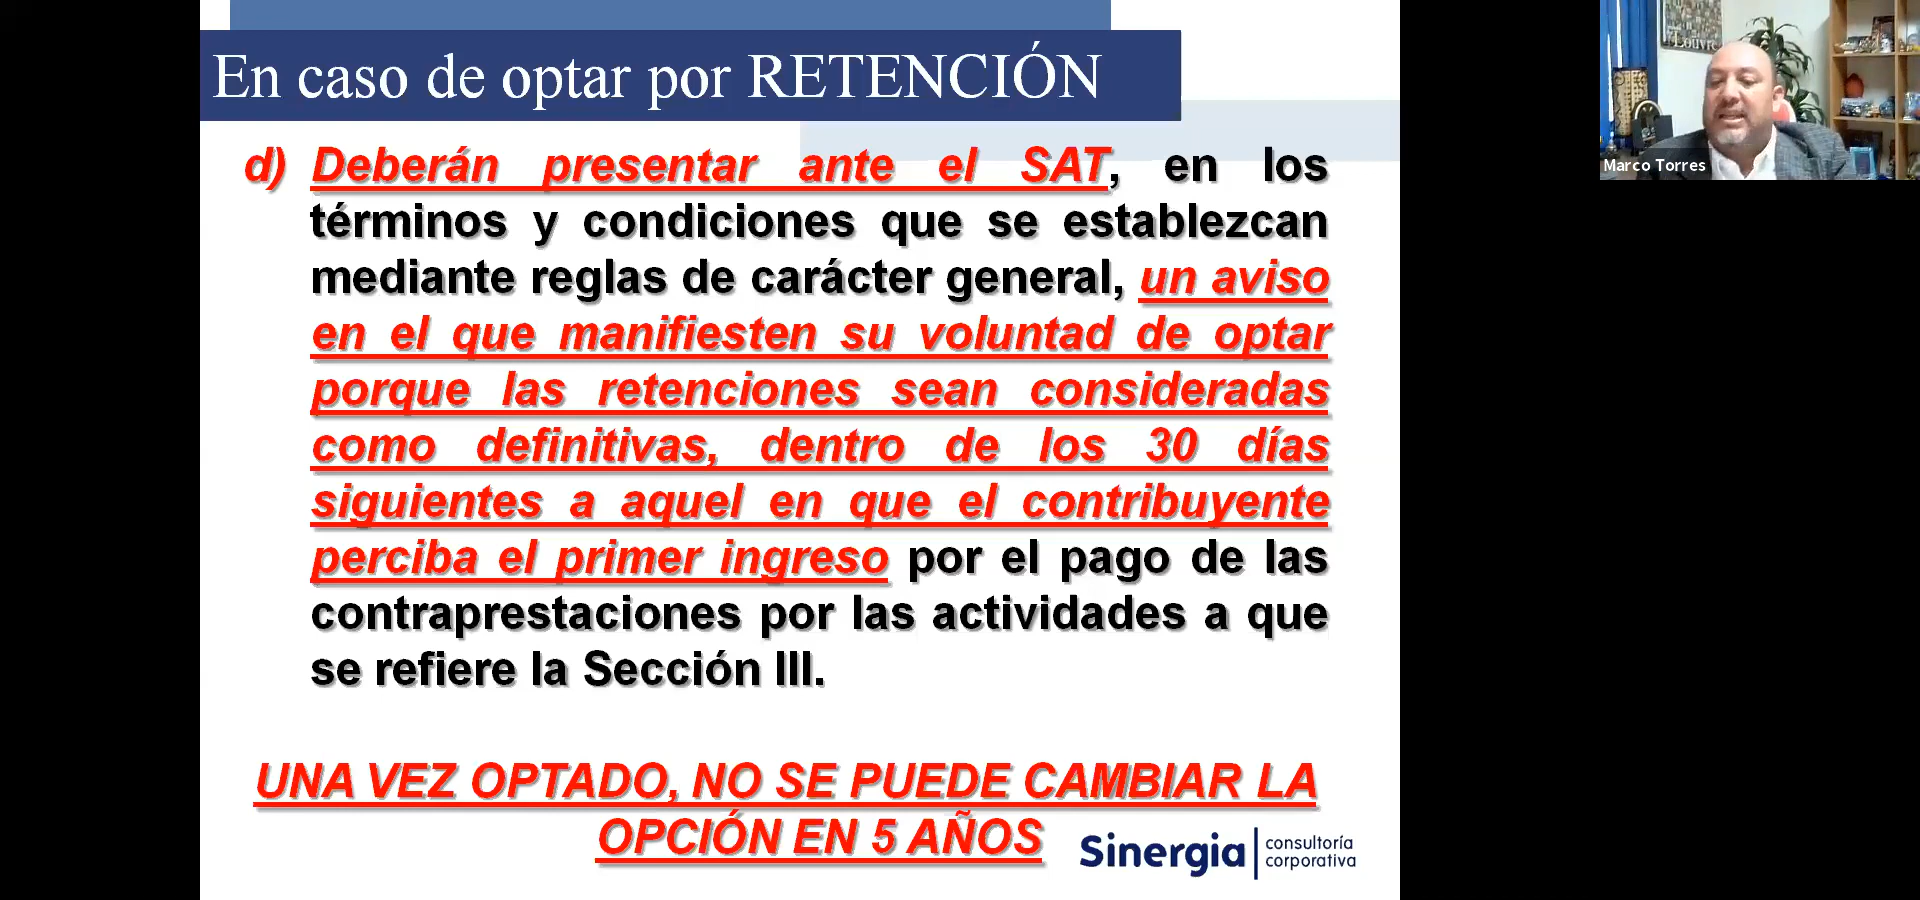 En caso de optar por RETENCIÓN
d) Deberán presentar ante el SAT, en los
términos y condiciones que se establezcan
mediante reglas de carácter general, un aviso
en el que manifiesten su voluntad de optar
porque las retenciones sean consideradas
como definitivas, dentro de los 30 días
siguientes a aquel en que el contribuyente
perciba el primer ingreso por el pago de las
contraprestaciones por las actividades a que
se refiere la Sección III.
UNA VEZ OPTADO, NO SE PUEDE CAMBIAR LA
OPCIÓN EN 5 AÑOS
Sinergia consultoría
corporativa
Louvre
Marco Torres